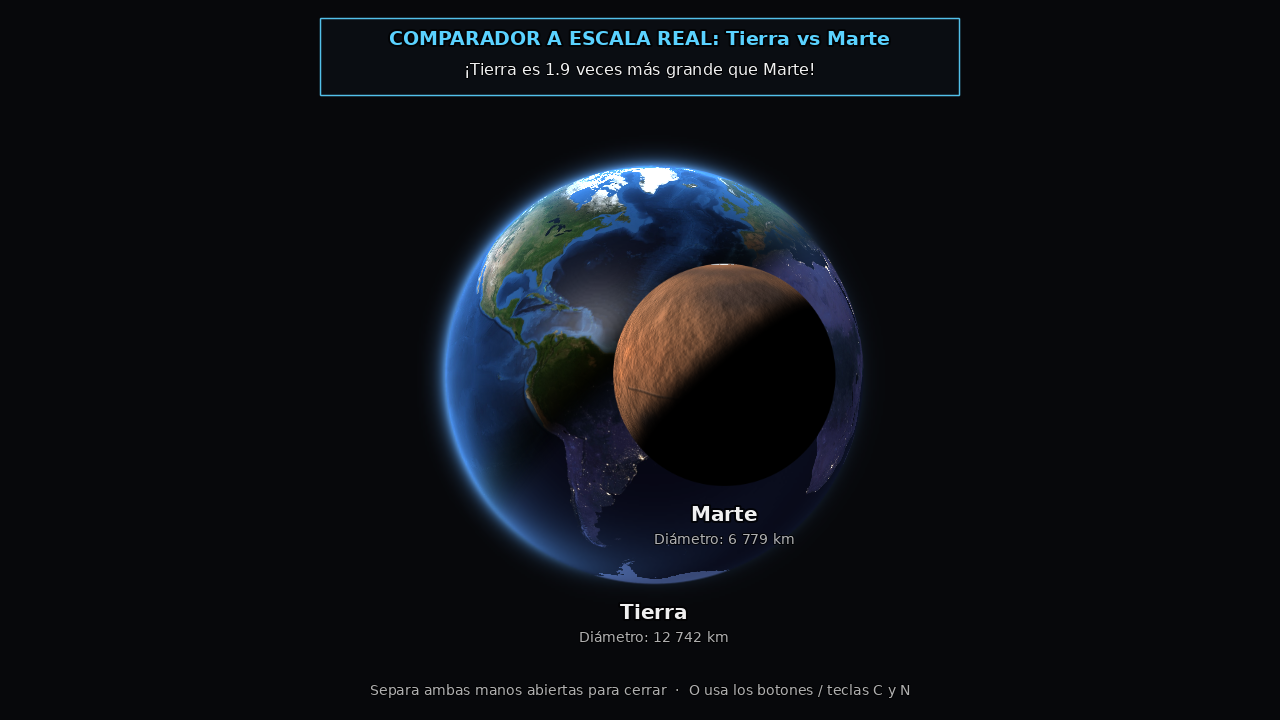 COMPARADOR A ESCALA REAL: Tierra vs Marte
¡Tierra es 1.9 veces más grande que Marte!
Marte
Diámetro: 6 779 km
Tierra
Diámetro: 12 742 km
Separa ambas manos abiertas para cerrar · O usa los botones / teclas C y N